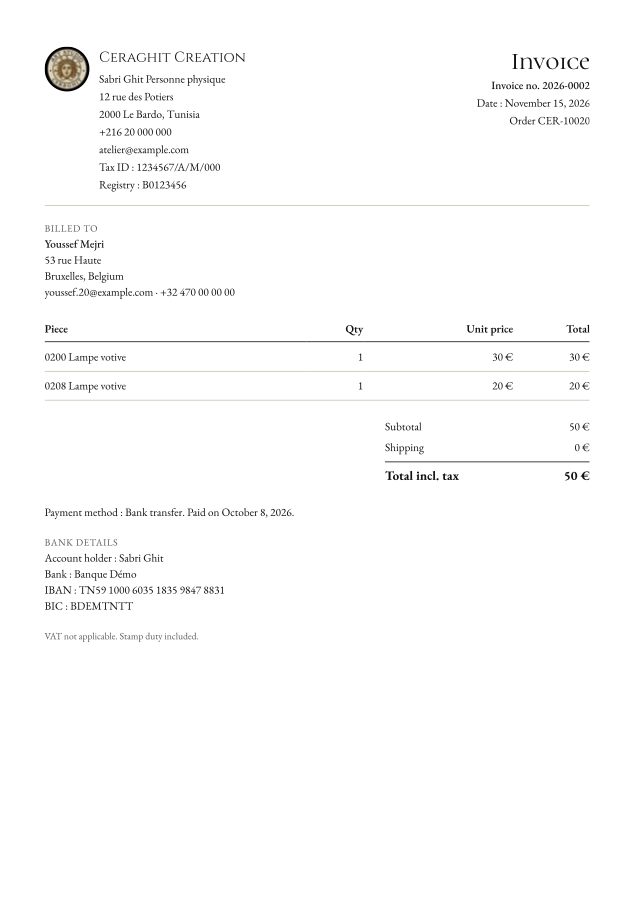 Ceraghit Creation
Sabri Ghit Personne physique
12 rue des Potiers
2000 Le Bardo, Tunisia
+216 20 000 000
atelier@example.com
Tax ID : 1234567/A/M/000
Registry : B0123456
Invoice
Invoice no. 2026-0002
Date : November 15, 2026
Order CER-10020
BILLED TO
Youssef Mejri
53 rue Haute
Bruxelles, Belgium
youssef.20@example.com · +32 470 00 00 00
Piece Qty Unit price Total
0200 Lampe votive 1 30 € 30 €
0208 Lampe votive 1 20 € 20 €
Subtotal 50 €
Shipping 0 €
Total incl. tax 50 €
Payment method : Bank transfer. Paid on October 8, 2026.
BANK DETAILS
Account holder : Sabri Ghit
Bank : Banque Démo
IBAN : TN59 1000 6035 1835 9847 8831
BIC : BDEMTNTT
VAT not applicable. Stamp duty included.